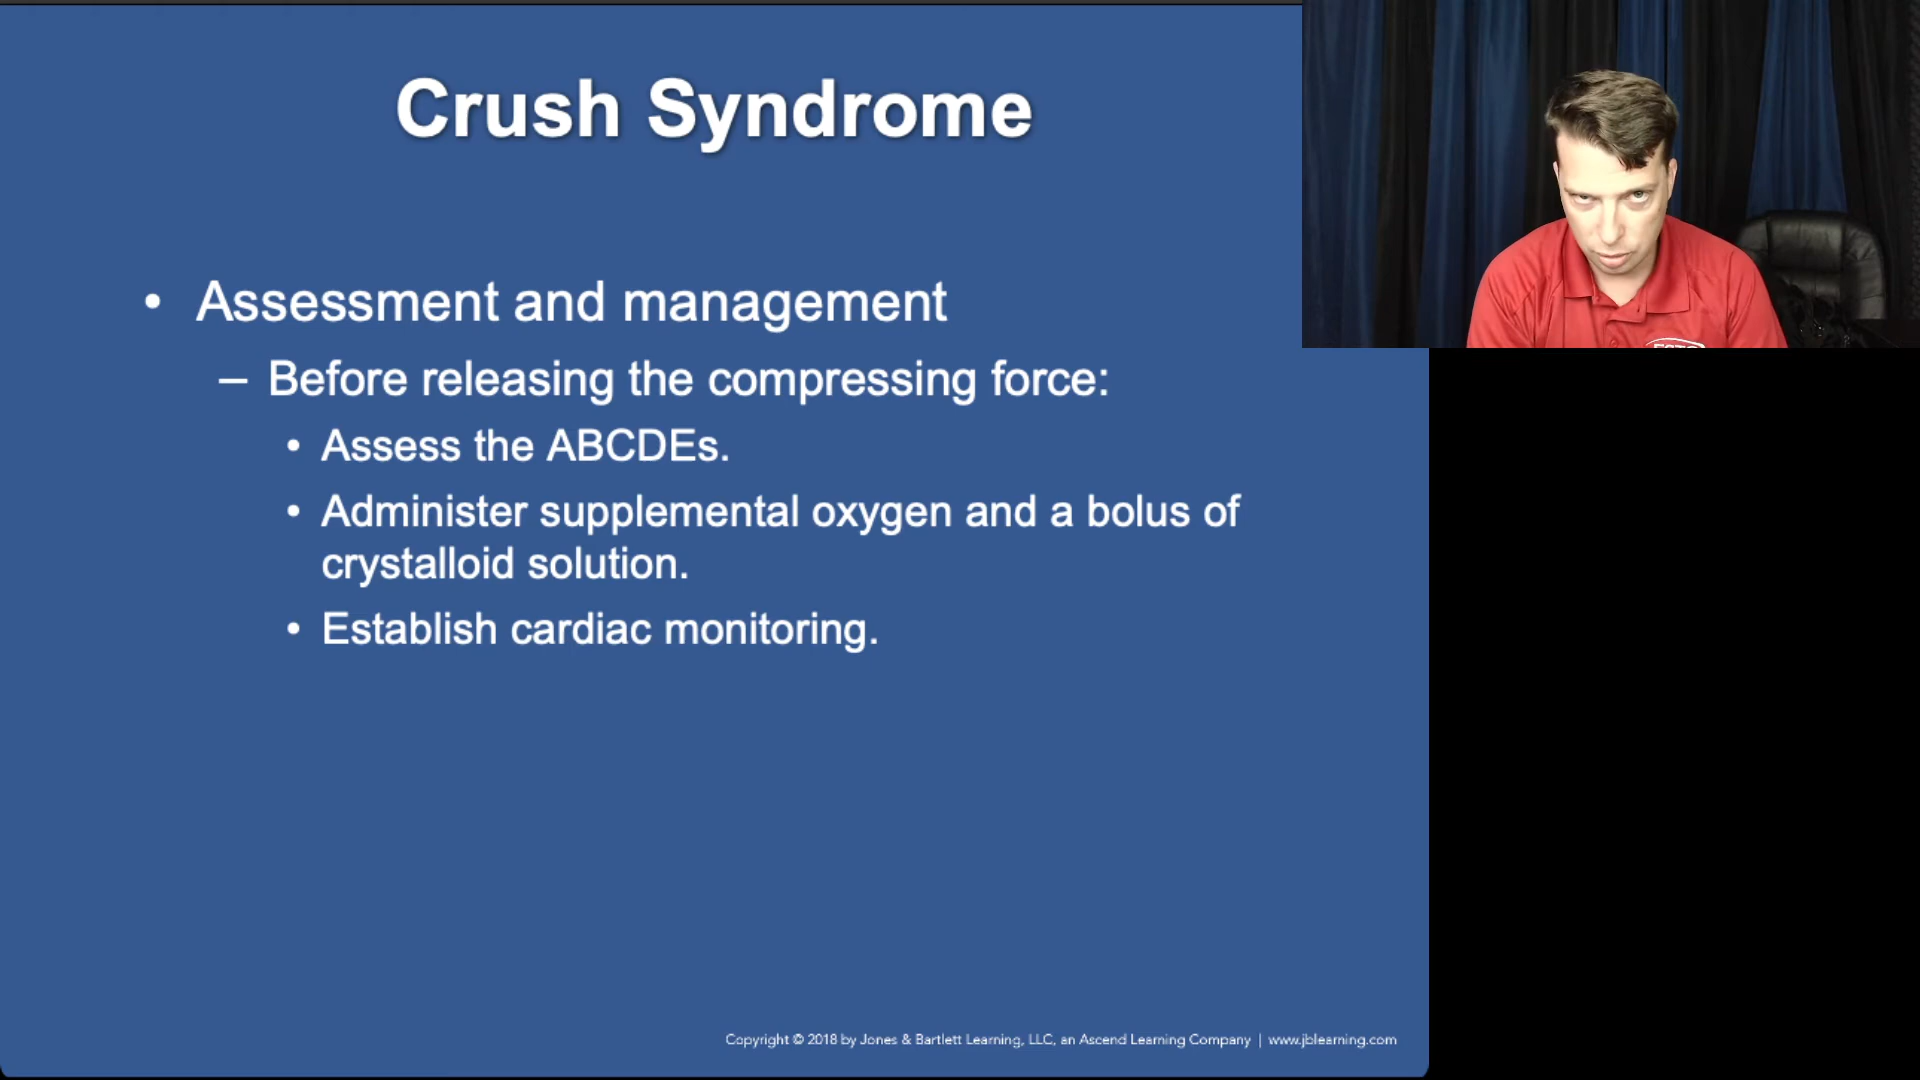 Crush Syndrome
• Assessment and management
– Before releasing the compressing force:
• Assess the ABCDEs.
• Administer supplemental oxygen and a bolus of
crystalloid solution.
• Establish cardiac monitoring.
Copyright © 2018 by Jones & Bartlett Learning, LLC, an Ascend Learning Company | www.jblearning.com